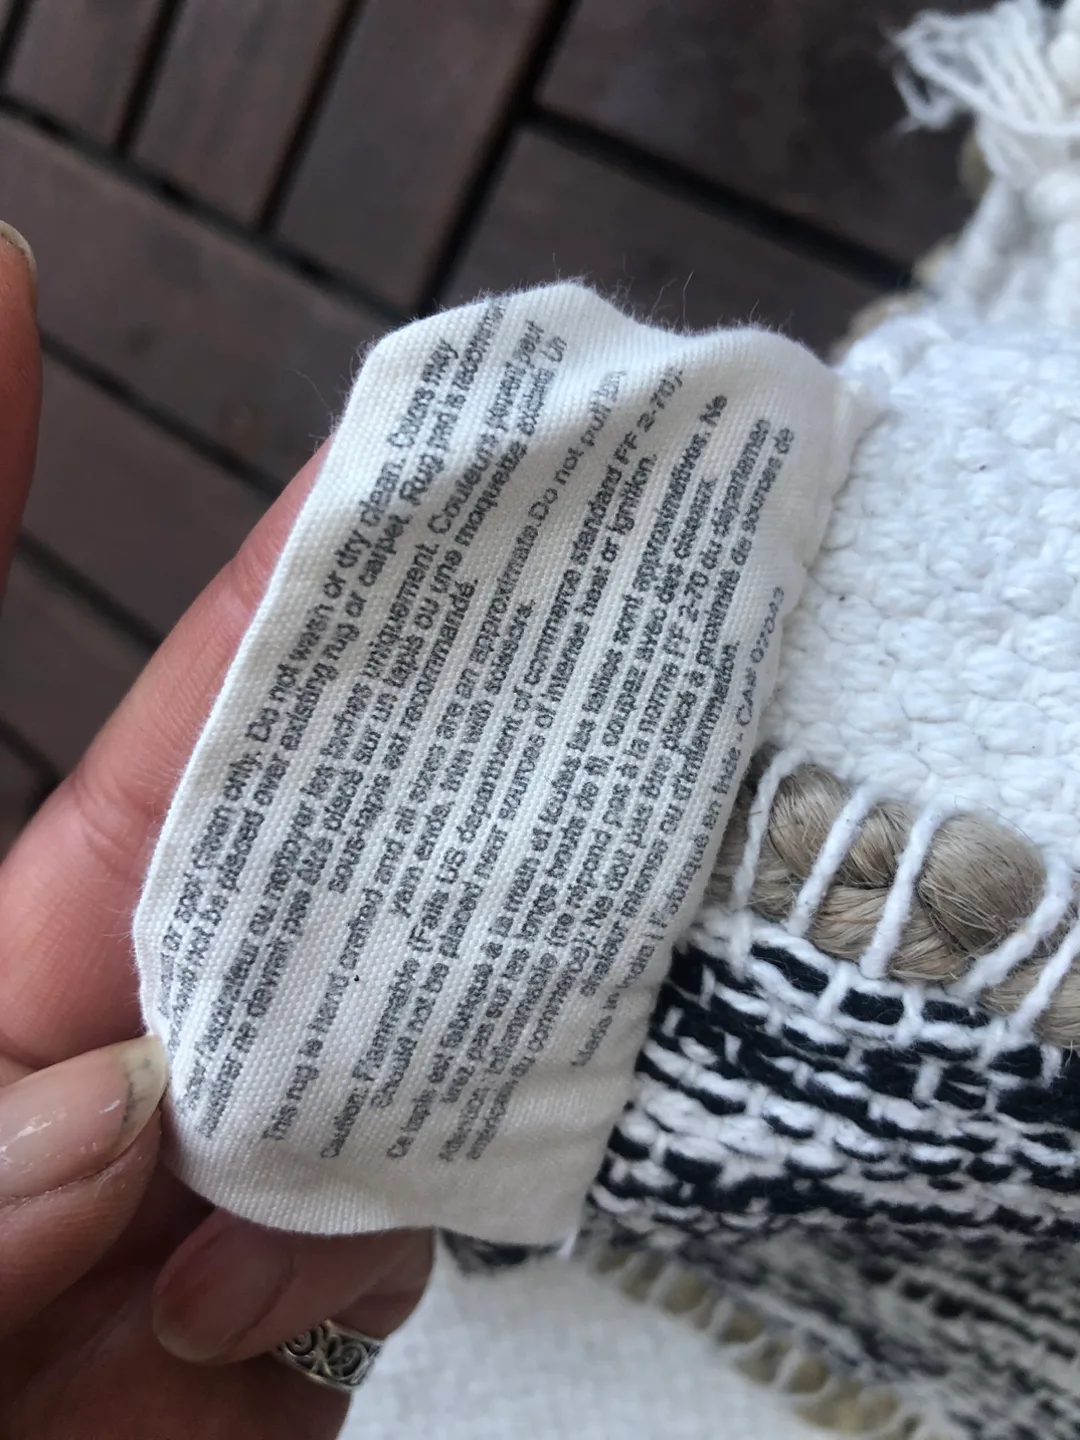 or spot clean only. Do not wash or dry clean. Colors may
not be placed over existing rug or carpet. Rug pad is recommen
ou nettoyer les taches uniquement. Couleurs peuvent peut
ne devrait pas être placé sur un tapis ou une moquette existant. Un
sous-tapis est recommandé.
This rug is hand crafted and all sizes are an approximate. Do not pull any
yarn ends, trim with scissors.
Caution: Flammable (Fails US department of commerce standard FF 2-70).
Should not be placed near sources of intense heat or ignition.
Ce tapis est fabriqué à la main et toutes les tailles sont approximatives. Ne
tirez pas sur les bouts de fil, coupez avec des ciseaux.
Attention: inflammable (ne répond pas à la norme FF 2-70 du départemen
américain du commerce). Ne doit pas être placé à proximité de sources de
chaleur intense ou d'inflammation.
Made in India | Fabriqué en Inde - CA# 07043